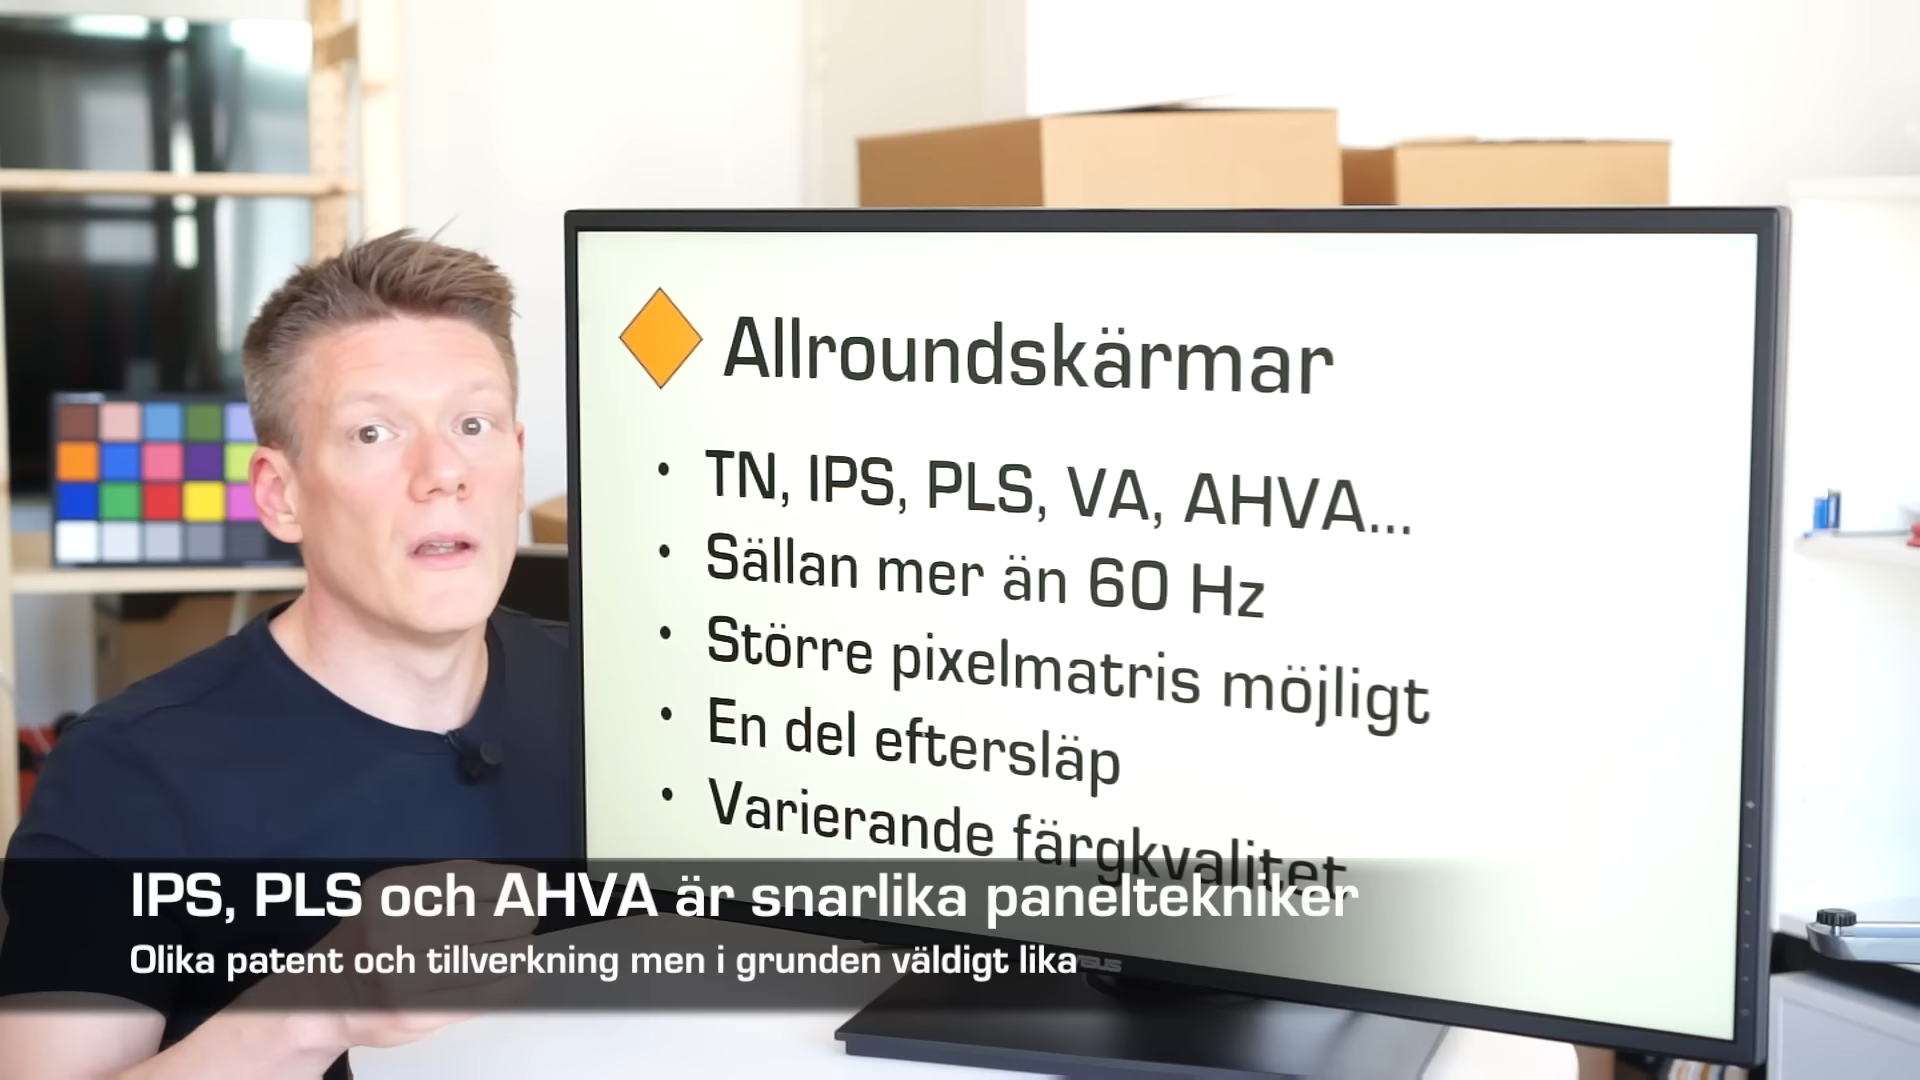 Allroundskärmar
• TN, IPS, PLS, VA, AHVA...
• Sällan mer än 60 Hz
• Större pixelmatris möjligt
• En del eftersläp
• Varierande färgkvalitet
IPS, PLS och AHVA är snarlika paneltekniker
Olika patent och tillverkning men i grunden väldigt lika
ASUS